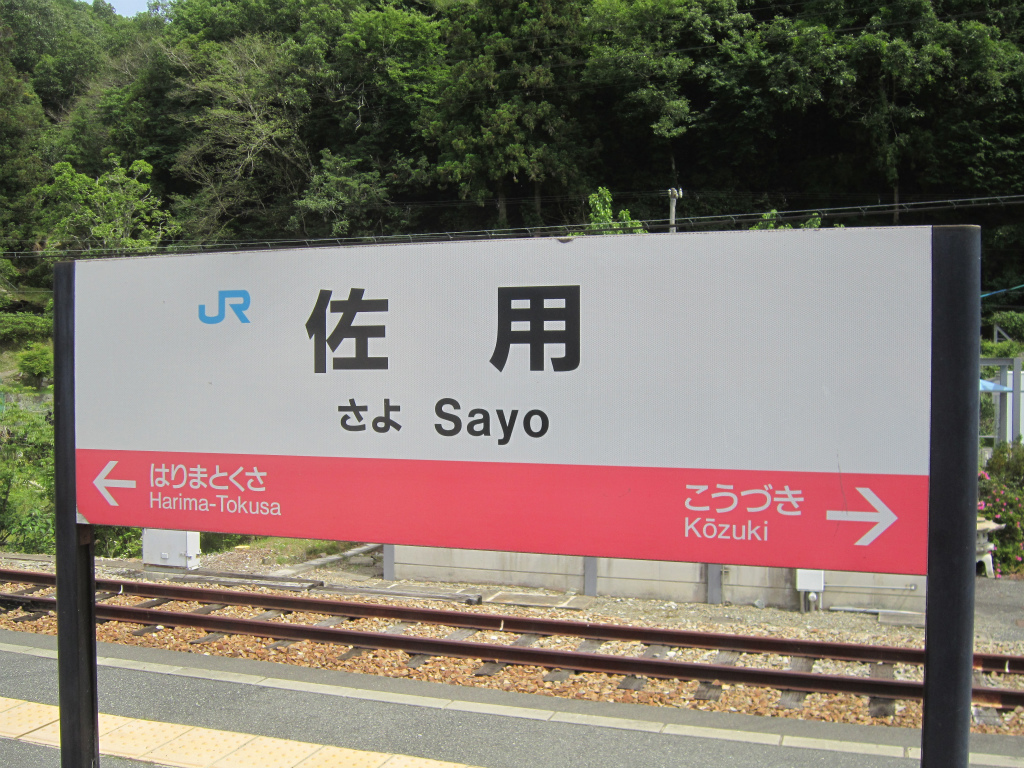 JR 佐用
さよ Sayo
はりまとくさ
Harima-Tokusa
こうづき
Kōzuki